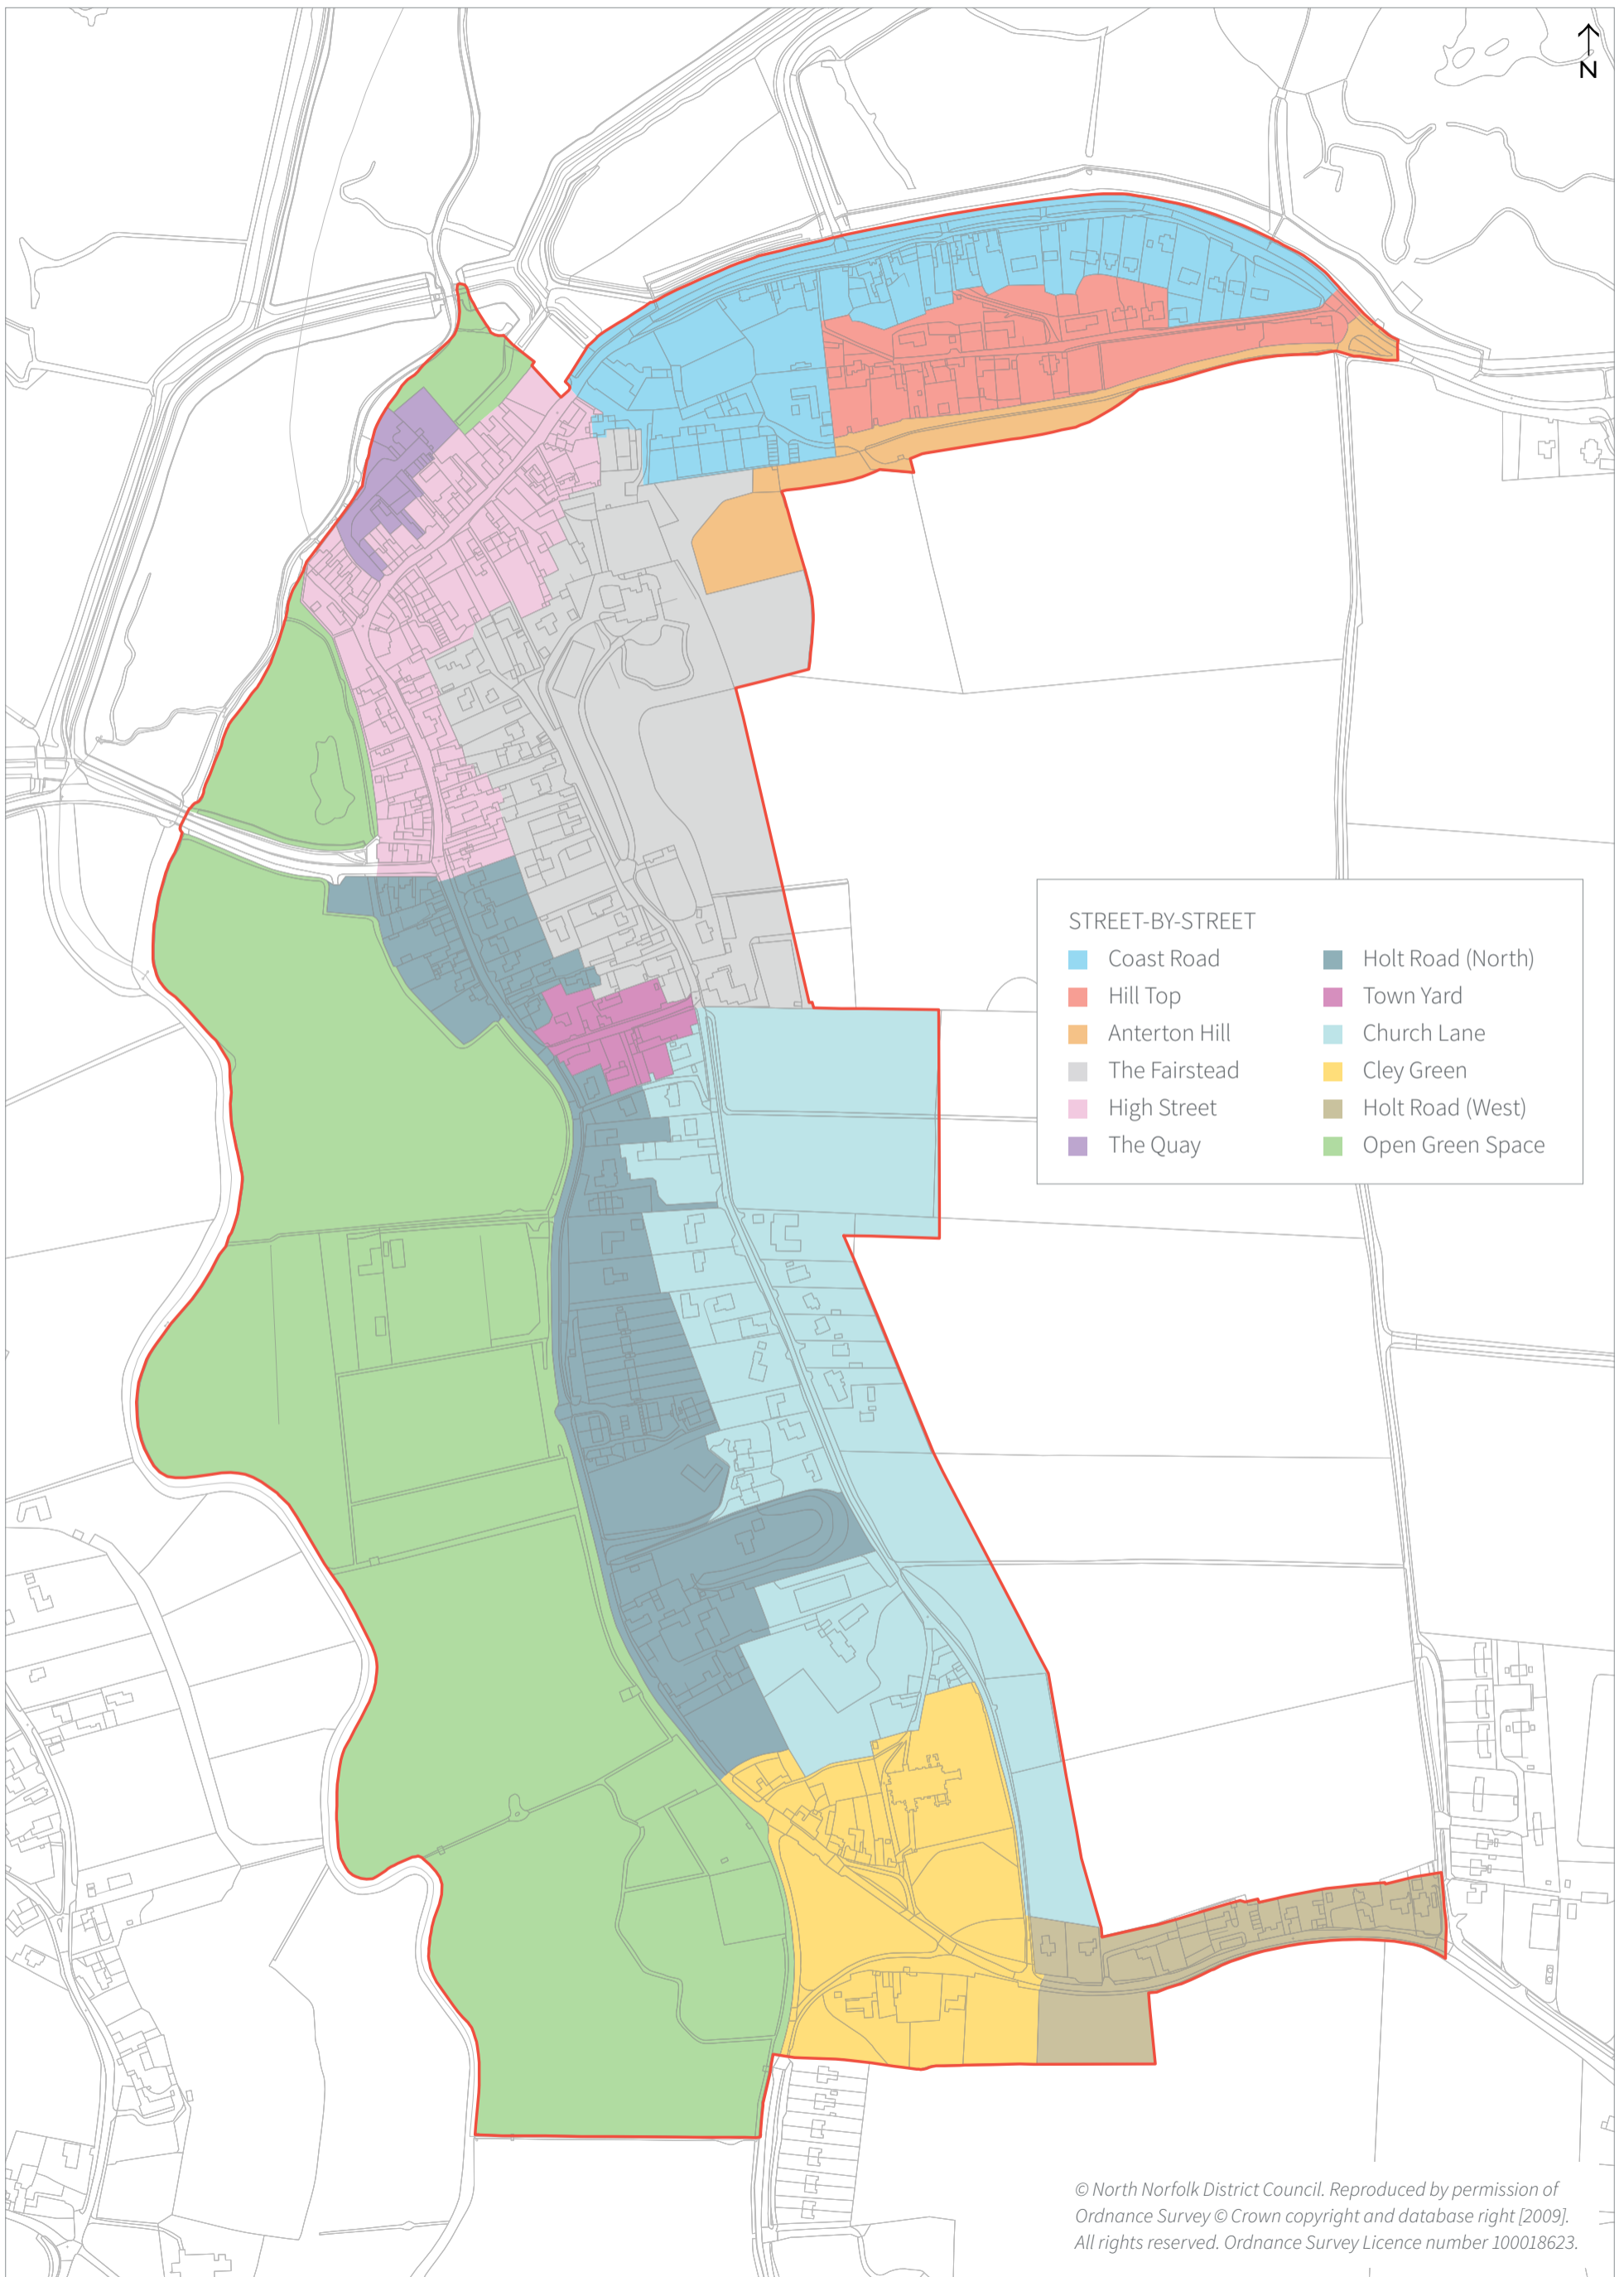 N
STREET-BY-STREET
Coast Road
Hill Top
Anterton Hill
The Fairstead
High Street
The Quay
Holt Road (North)
Town Yard
Church Lane
Cley Green
Holt Road (West)
Open Green Space
© North Norfolk District Council. Reproduced by permission of
Ordnance Survey © Crown copyright and database right [2009].
All rights reserved. Ordnance Survey Licence number 100018623.